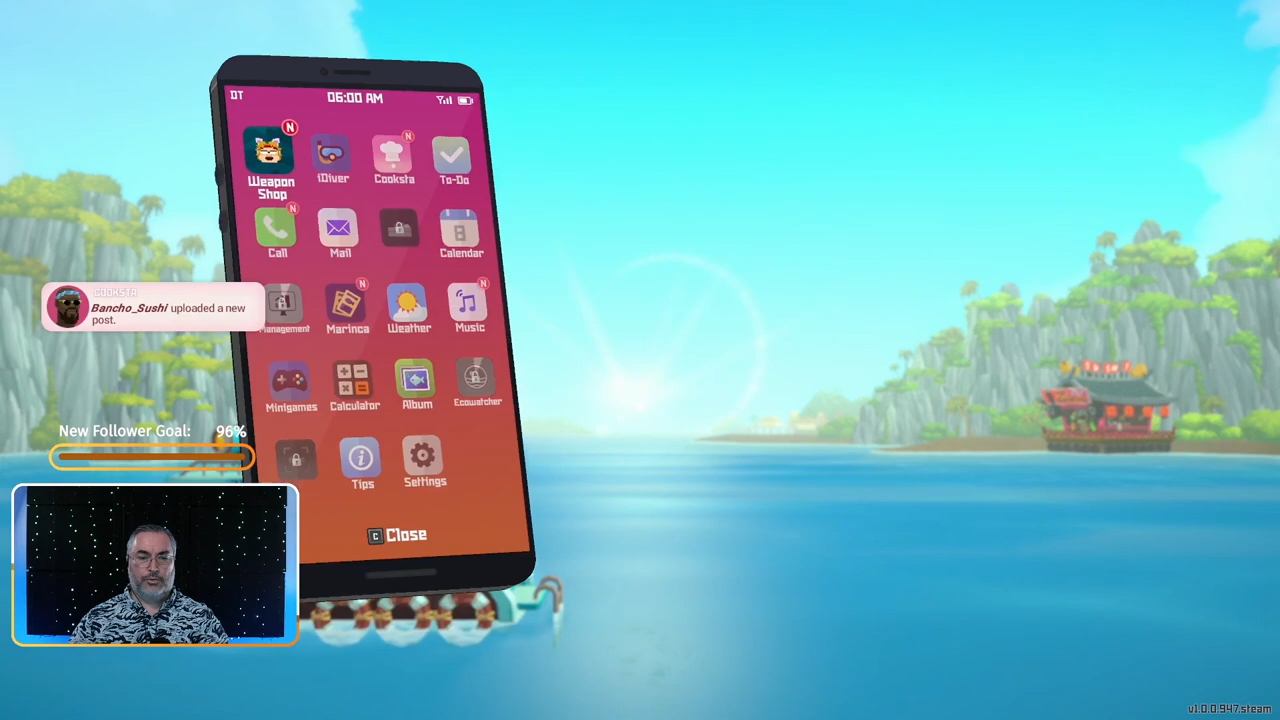 DT
06:00 AM
N
Weapon
Shop
iDiver
N
Cooksta
To-Do
N
Call
Mail
Calendar
Management
N
Marinca
Weather
N
Music
Minigames
Calculator
Album
Ecowatcher
Tips
Settings
C Close
COOKSTA
Bancho_Sushi uploaded a new
post.
New Follower Goal: 96%
v1.0.0.947.steam